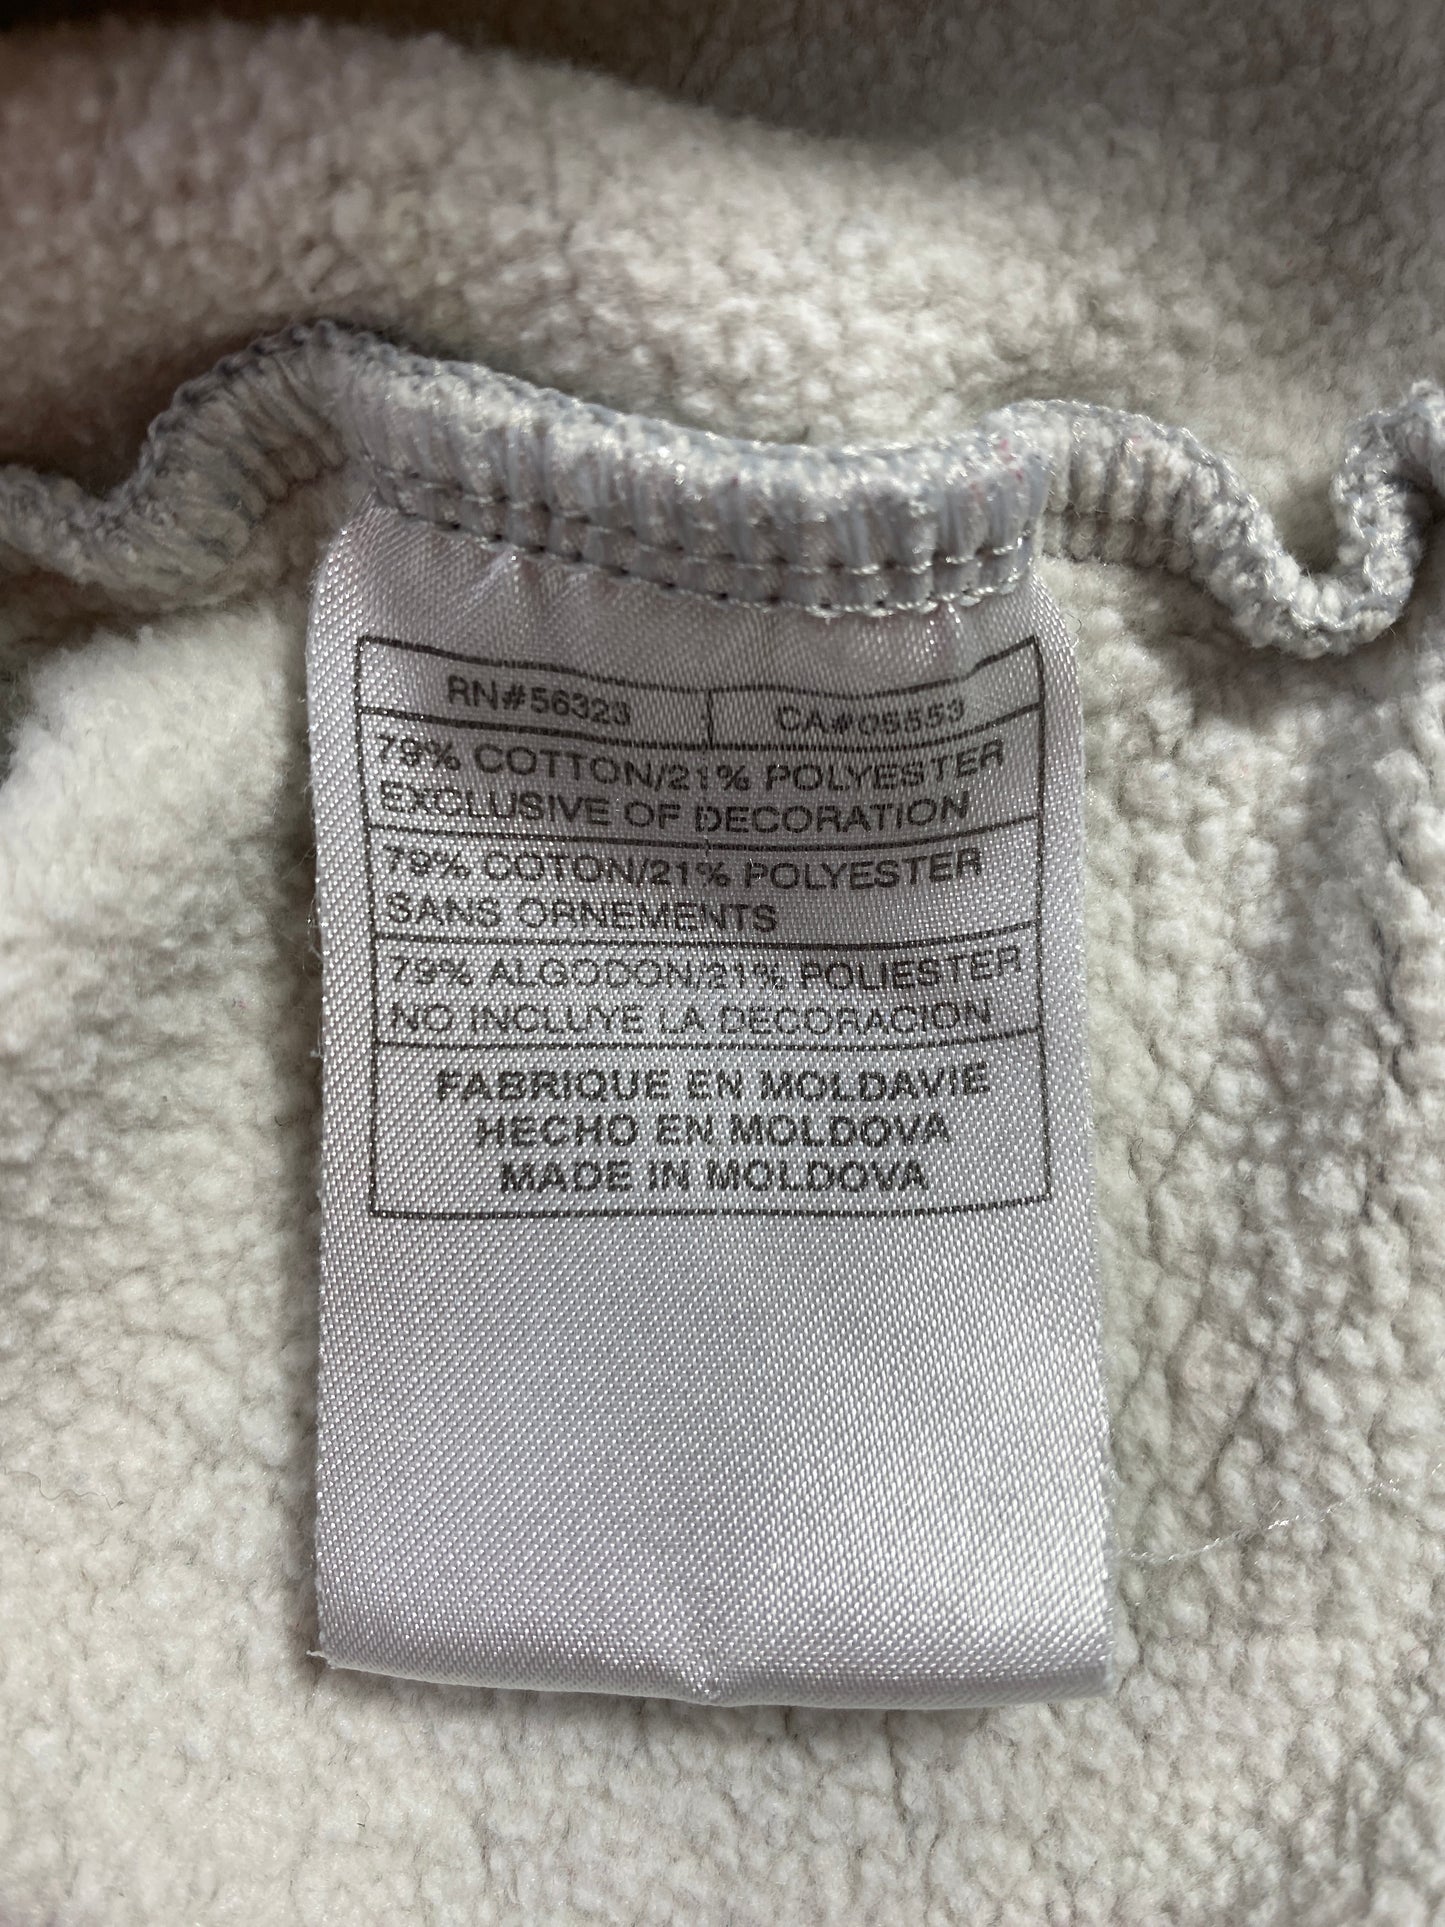 RN#56323 CA#05553
79% COTTON/21% POLYESTER
EXCLUSIVE OF DECORATION
79% COTON/21% POLYESTER
SANS ORNEMENTS
79% ALGODON/21% POLIESTER
NO INCLUYE LA DECORACION
FABRIQUE EN MOLDAVIE
HECHO EN MOLDOVA
MADE IN MOLDOVA